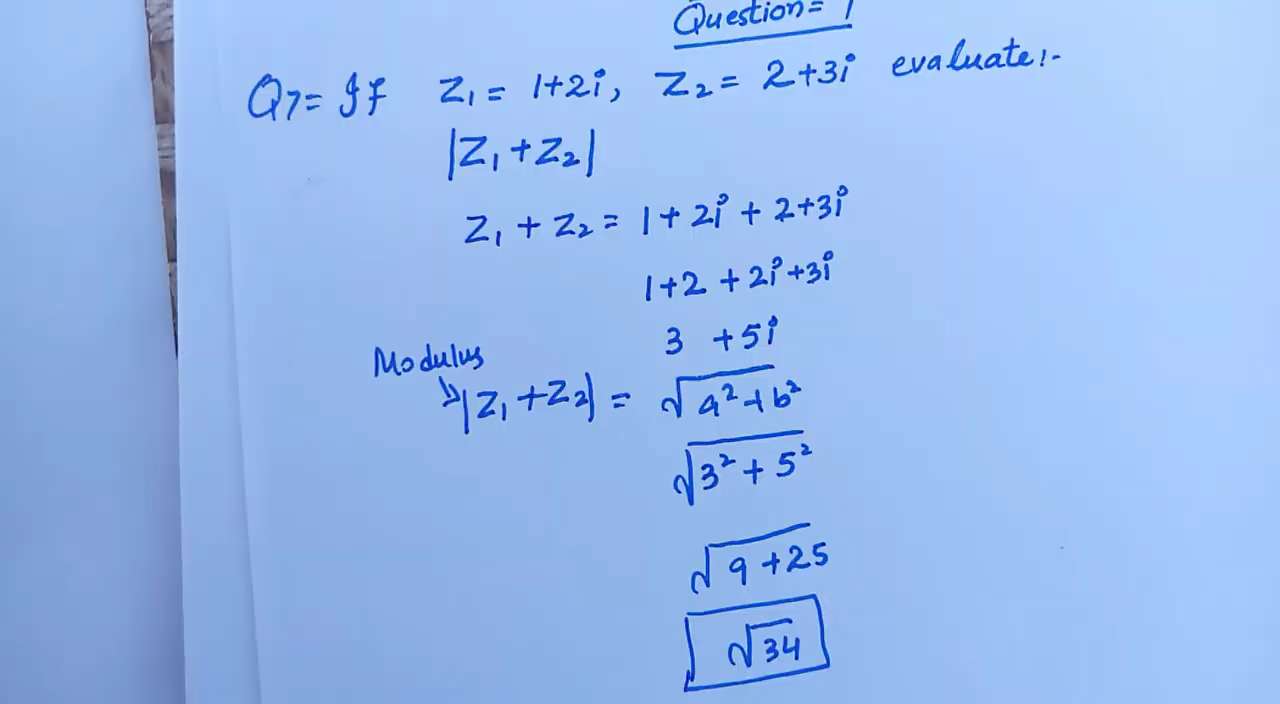 Question = 1
Q7= If Z₁ = 1+2i, Z₂ = 2+3i evaluate:-
|Z₁ + Z₂|
Z₁ + Z₂ = 1 + 2i + 2+3i
1+2 + 2i+3i
3 +5i
Modulus
|Z₁ + Z₂| = √a² + b²
√3² + 5²
√9 + 25
√34